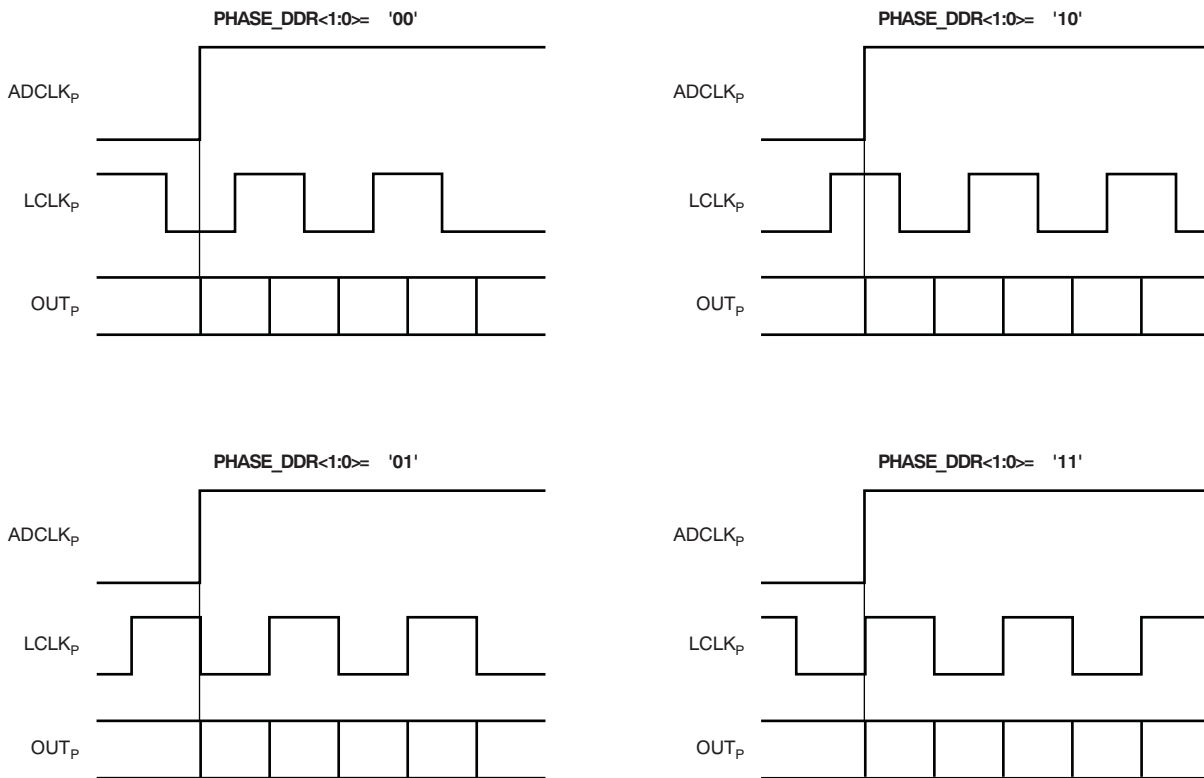 PHASE_DDR<1:0>= '00'
ADCLKP
LCLKP
OUTP
PHASE_DDR<1:0>= '10'
ADCLKP
LCLKP
OUTP
PHASE_DDR<1:0>= '01'
ADCLKP
LCLKP
OUTP
PHASE_DDR<1:0>= '11'
ADCLKP
LCLKP
OUTP